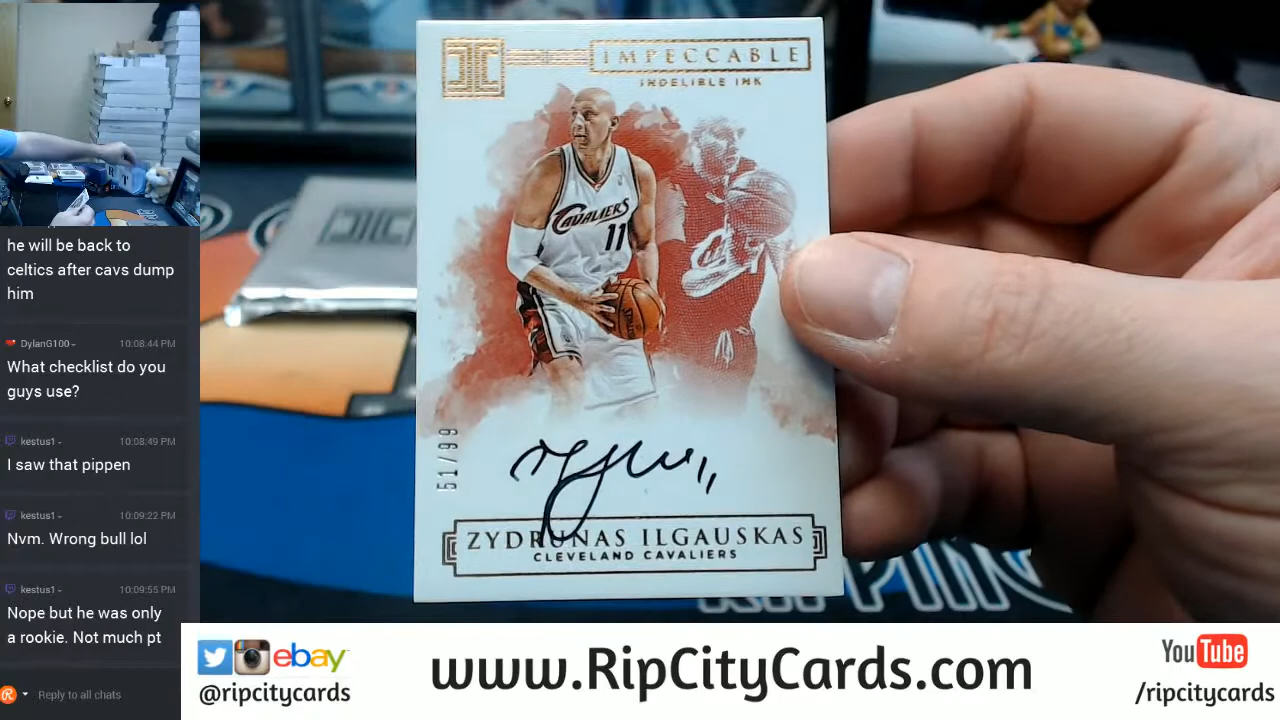 he will be back to
celtics after cavs dump
him
DylanG100
10:08:44 PM
What checklist do you
guys use?
kestus1
10:08:49 PM
I saw that pippen
kestus1
10:09:22 PM
Nvm. Wrong bull lol
kestus1
10:09:55 PM
Nope but he was only
a rookie. Not much pt
Reply to all chats
IMPECCABLE
INDELIBLE INK
CAVALIERS
11
51/99
ZYDRUNAS ILGAUSKAS
CLEVELAND CAVALIERS
RIPPIN
ebay
@ripcitycards
www.RipCityCards.com
YouTube
/ripcitycards